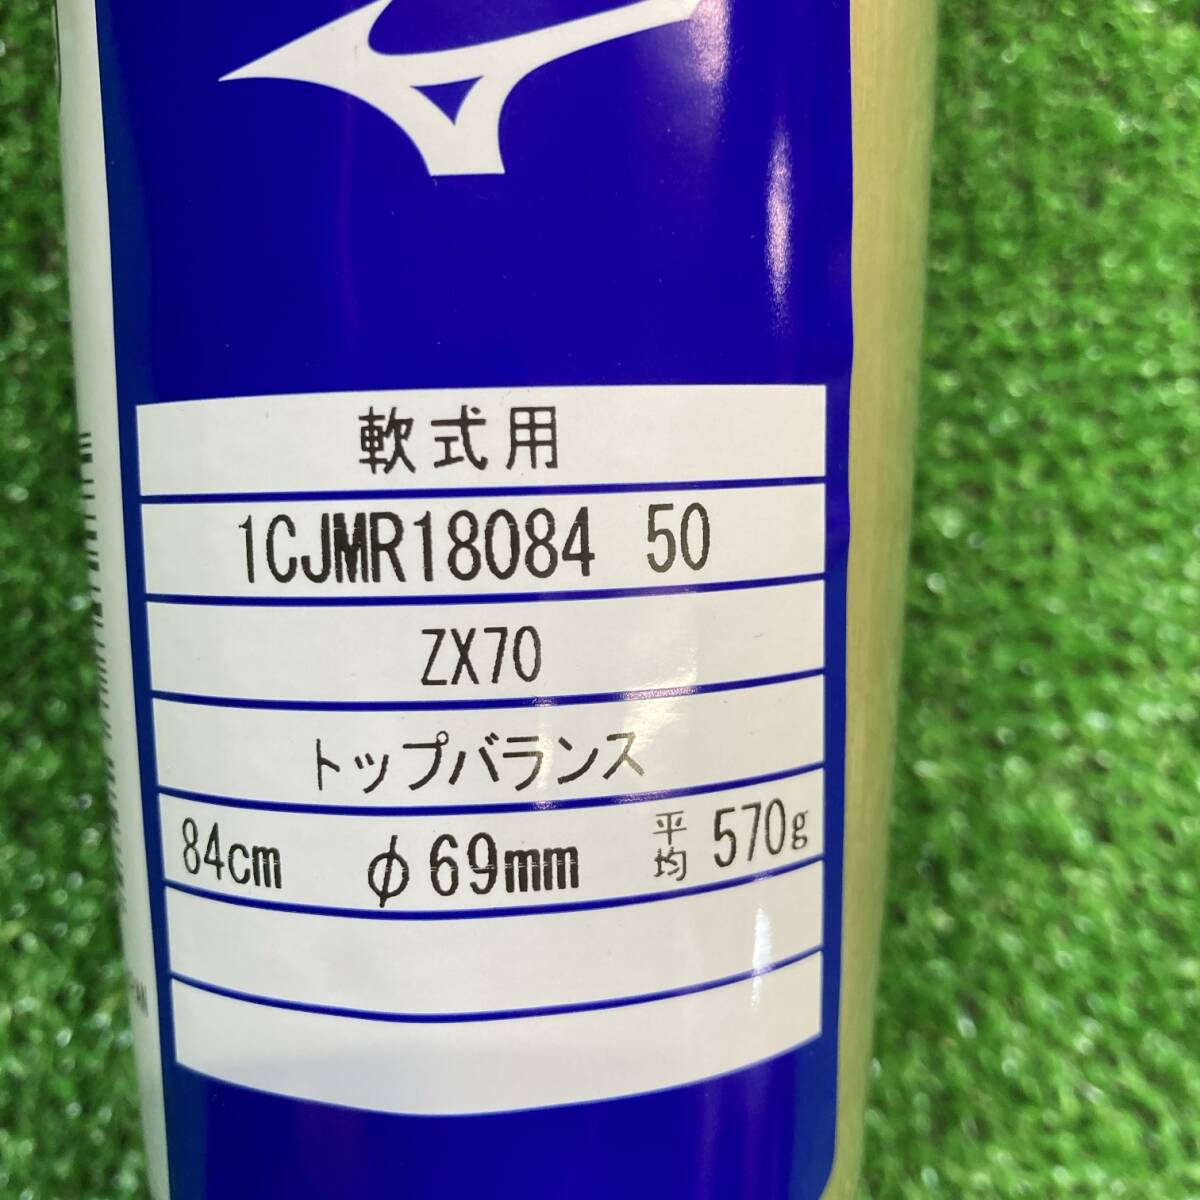 軟式用
1CJMR18084 50
ZX70
トップバランス
84cm φ69mm 平均 570g